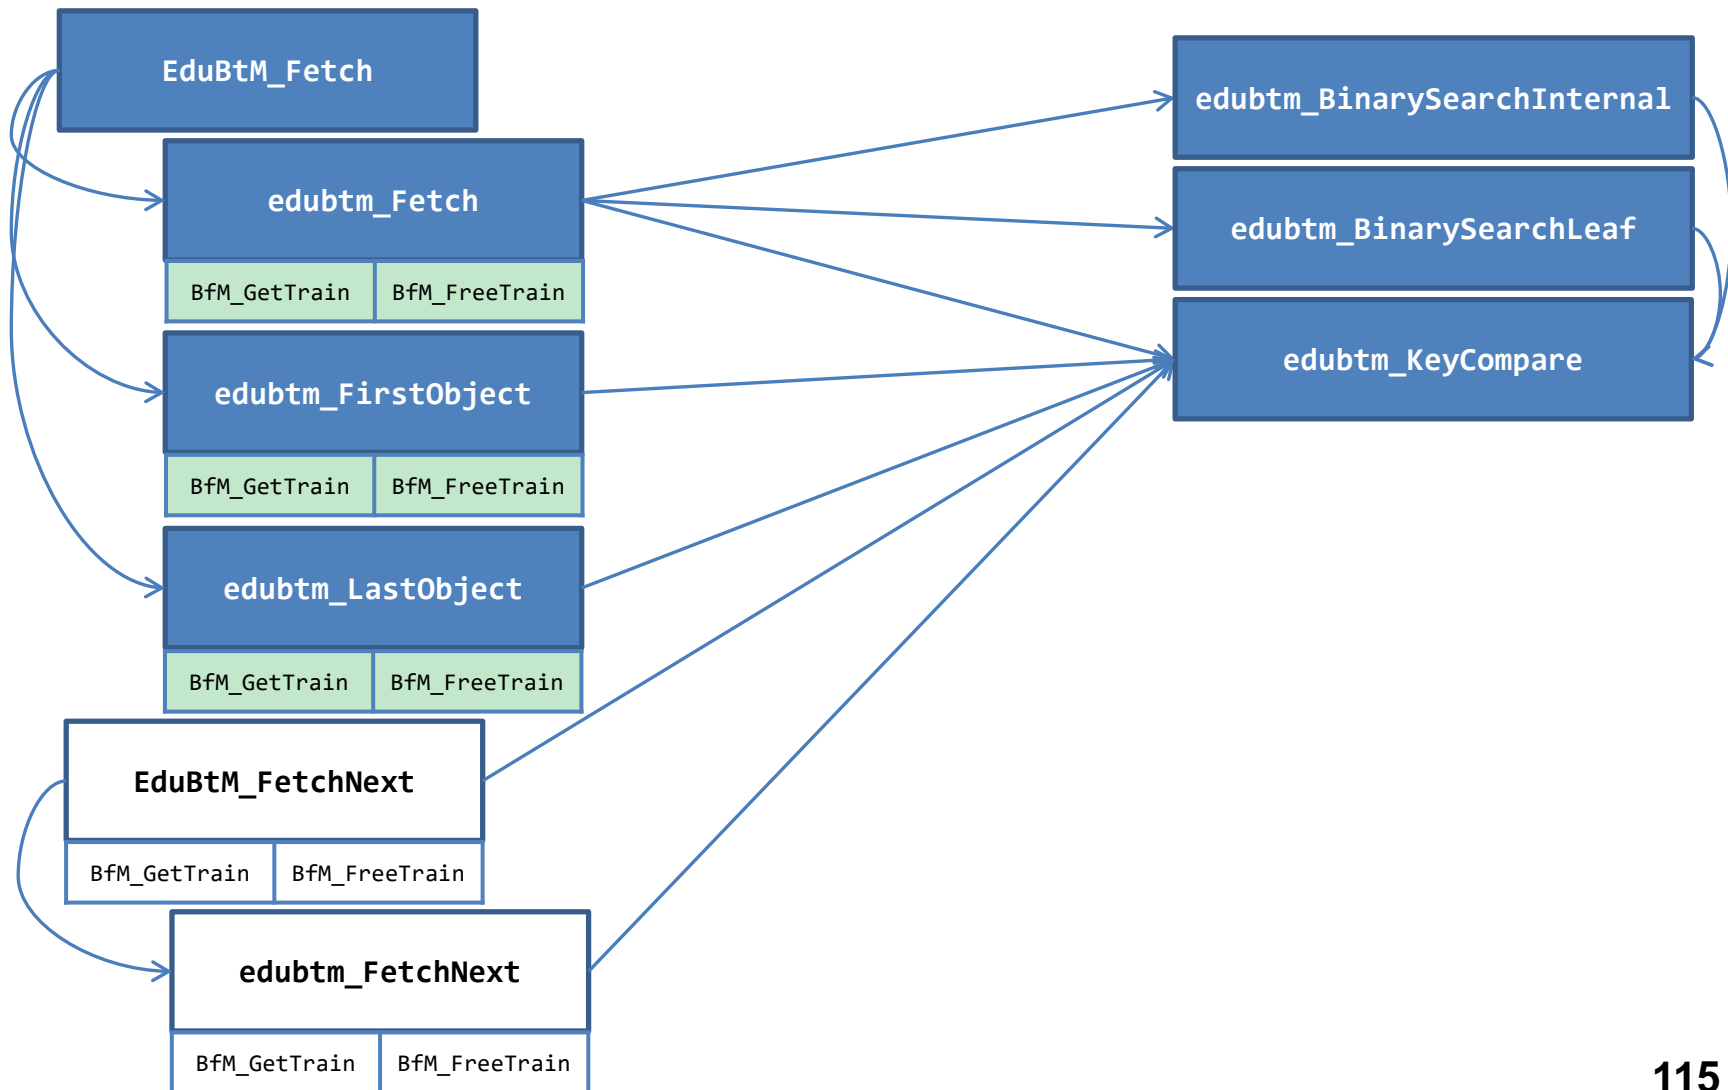 EduBtM_Fetch
edubtm_BinarySearchInternal
edubtm_Fetch
edubtm_BinarySearchLeaf
BfM_GetTrain BfM_FreeTrain
edubtm_KeyCompare
edubtm_FirstObject
BfM_GetTrain BfM_FreeTrain
edubtm_LastObject
BfM_GetTrain BfM_FreeTrain
EduBtM_FetchNext
BfM_GetTrain BfM_FreeTrain
edubtm_FetchNext
BfM_GetTrain BfM_FreeTrain
115